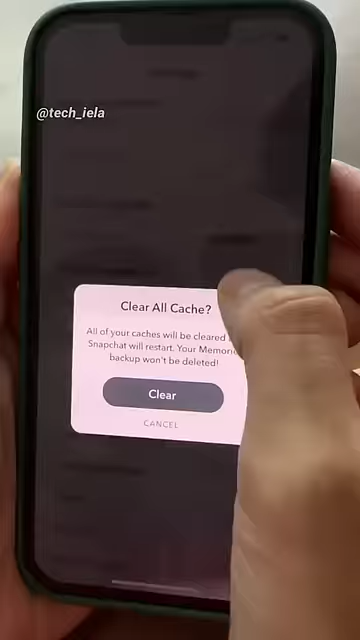 @tech_iela
Clear All Cache?
All of your caches will be cleared
Snapchat will restart. Your
backup won't be deleted!
Clear
CANCEL